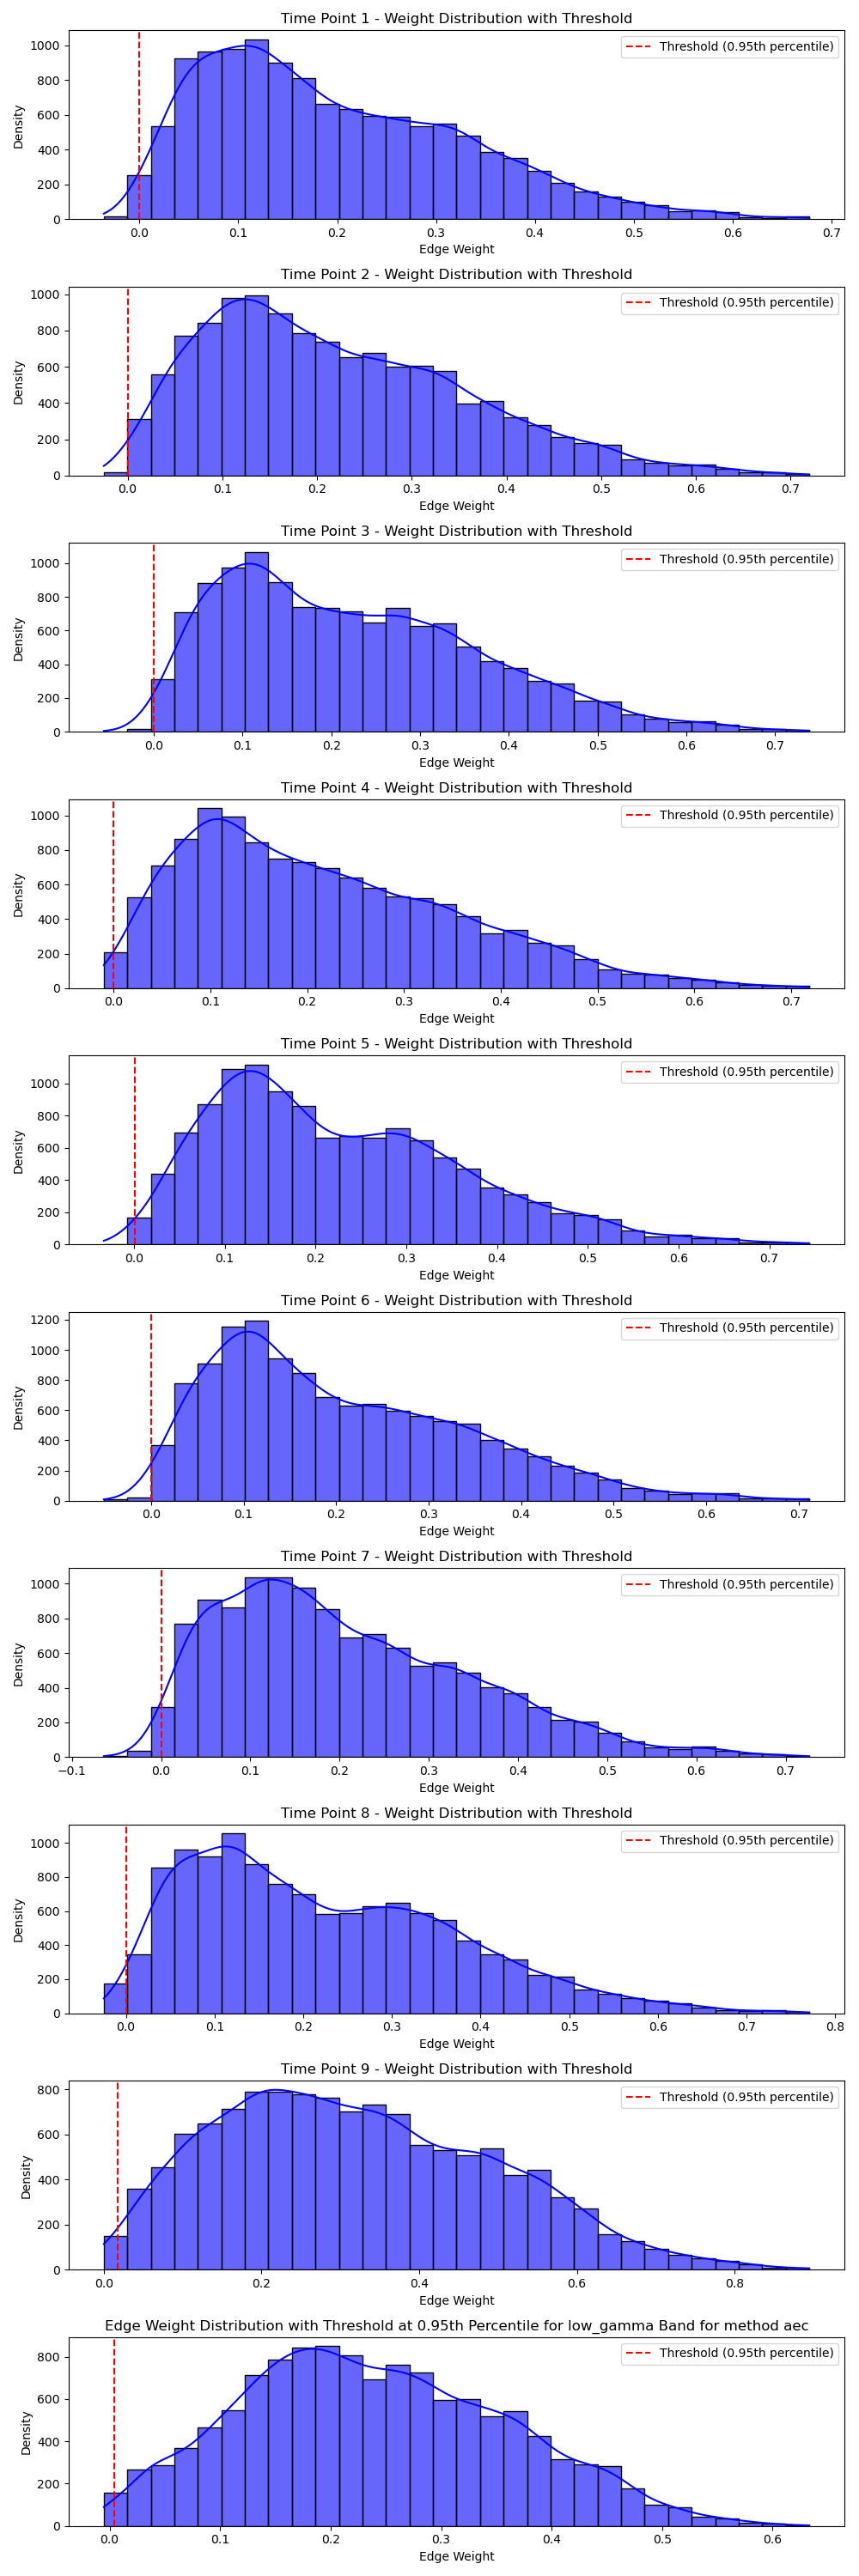 Time Point 1 - Weight Distribution with Threshold
Threshold (0.95th percentile)
Density
1000
800
600
400
200
0
0.0 0.1 0.2 0.3 0.4 0.5 0.6 0.7
Edge Weight
Time Point 2 - Weight Distribution with Threshold
Threshold (0.95th percentile)
Density
1000
800
600
400
200
0
0.0 0.1 0.2 0.3 0.4 0.5 0.6 0.7
Edge Weight
Time Point 3 - Weight Distribution with Threshold
Threshold (0.95th percentile)
Density
1000
800
600
400
200
0
0.0 0.1 0.2 0.3 0.4 0.5 0.6 0.7
Edge Weight
Time Point 4 - Weight Distribution with Threshold
Threshold (0.95th percentile)
Density
1000
800
600
400
200
0
0.0 0.1 0.2 0.3 0.4 0.5 0.6 0.7
Edge Weight
Time Point 5 - Weight Distribution with Threshold
Threshold (0.95th percentile)
Density
1000
800
600
400
200
0
0.0 0.1 0.2 0.3 0.4 0.5 0.6 0.7
Edge Weight
Time Point 6 - Weight Distribution with Threshold
Threshold (0.95th percentile)
Density
1200
1000
800
600
400
200
0
0.0 0.1 0.2 0.3 0.4 0.5 0.6 0.7
Edge Weight
Time Point 7 - Weight Distribution with Threshold
Threshold (0.95th percentile)
Density
1000
800
600
400
200
0
−0.1 0.0 0.1 0.2 0.3 0.4 0.5 0.6 0.7
Edge Weight
Time Point 8 - Weight Distribution with Threshold
Threshold (0.95th percentile)
Density
1000
800
600
400
200
0
0.0 0.1 0.2 0.3 0.4 0.5 0.6 0.7 0.8
Edge Weight
Time Point 9 - Weight Distribution with Threshold
Threshold (0.95th percentile)
Density
800
600
400
200
0
0.0 0.2 0.4 0.6 0.8
Edge Weight
Edge Weight Distribution with Threshold at 0.95th Percentile for low_gamma Band for method aec
Threshold (0.95th percentile)
Density
800
600
400
200
0
0.0 0.1 0.2 0.3 0.4 0.5 0.6
Edge Weight